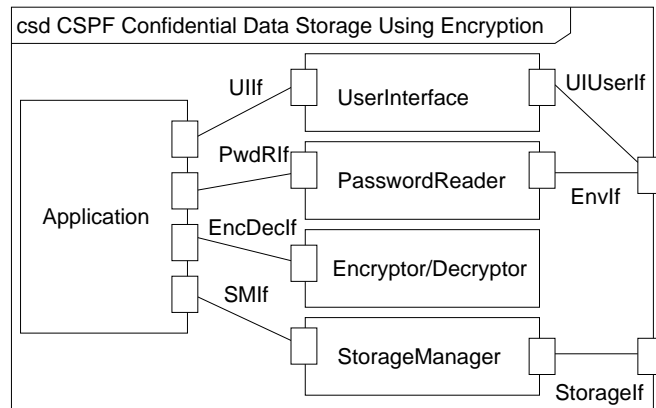 csd CSPF Confidential Data Storage Using Encryption
UIIf
UserInterface
UIUserIf
PwdRIf
PasswordReader
EnvIf
Application
EncDecIf
Encryptor/Decryptor
SMIf
StorageManager
StorageIf